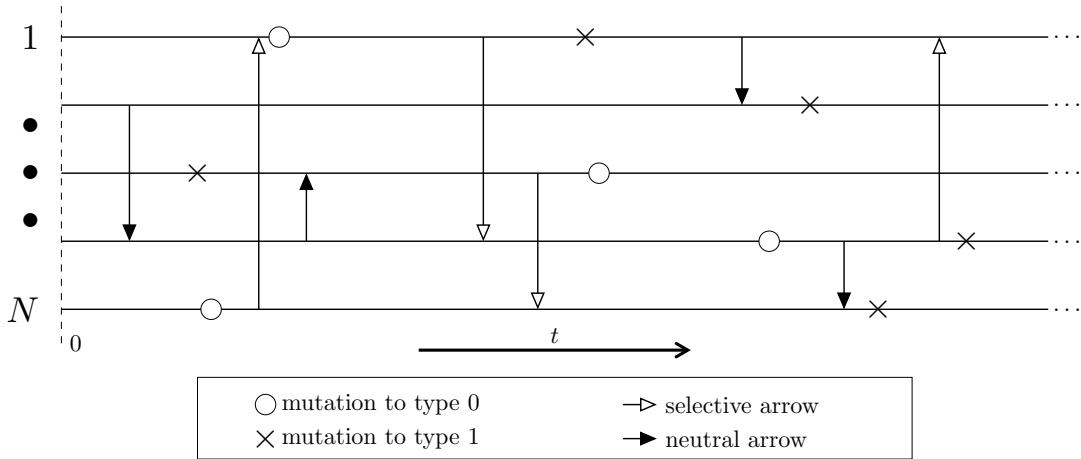 1
· · ·
· · ·
· · ·
· · ·
N
· · ·
0
t
mutation to type 0
selective arrow
mutation to type 1
neutral arrow